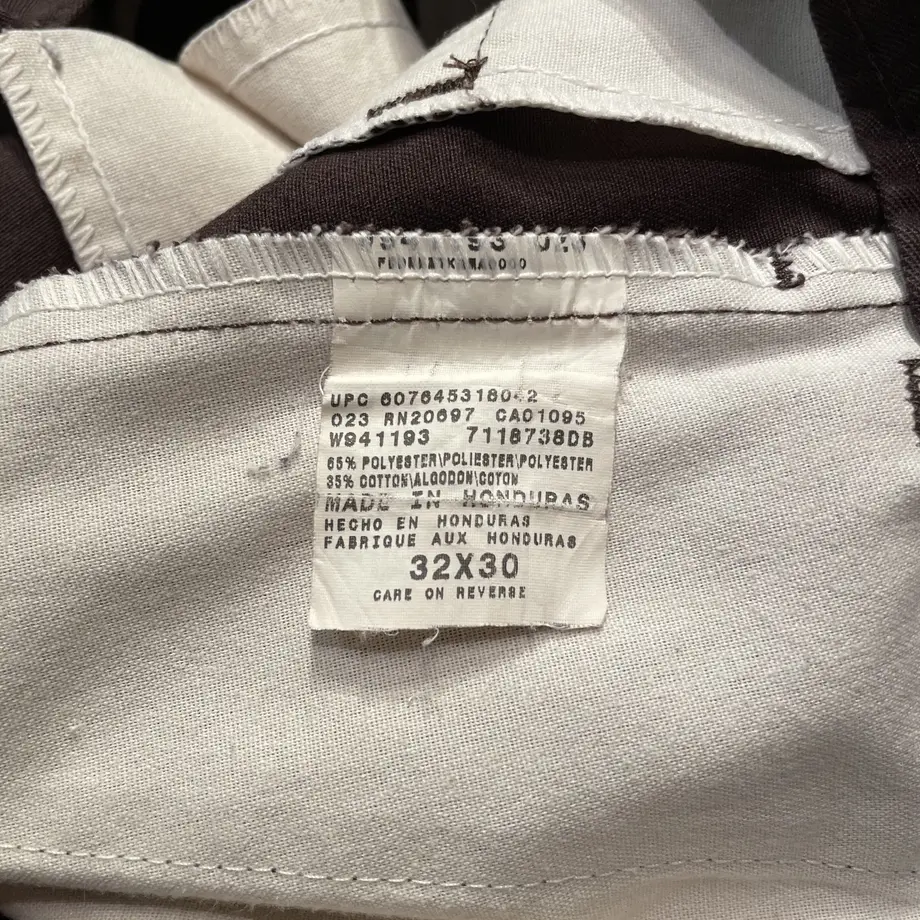 UPC 607645318042
023 RN20697 CA01095
W941193 7118738DB
65% POLYESTER\POLIESTER\POLYESTER
35% COTTON\ALGODON\COTON
MADE IN HONDURAS
HECHO EN HONDURAS
FABRIQUE AUX HONDURAS
32X30
CARE ON REVERSE